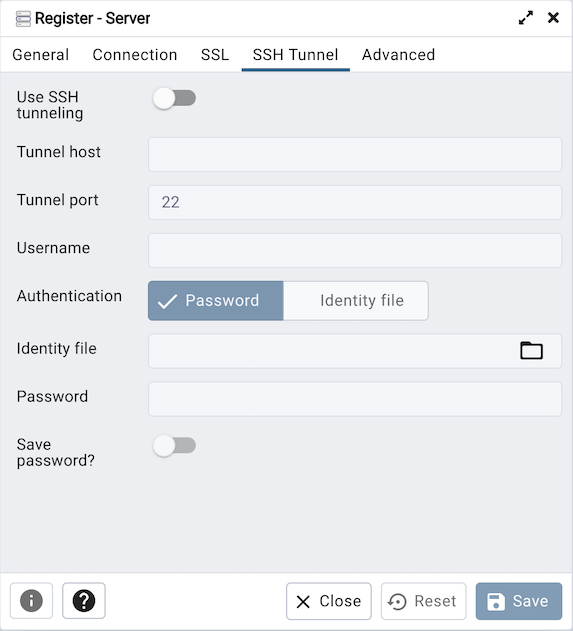 Register - Server
General Connection SSL SSH Tunnel Advanced
Use SSH
tunneling
Tunnel host
Tunnel port 22
Username
Authentication Password Identity file
Identity file
Password
Save
password?
Close Reset Save